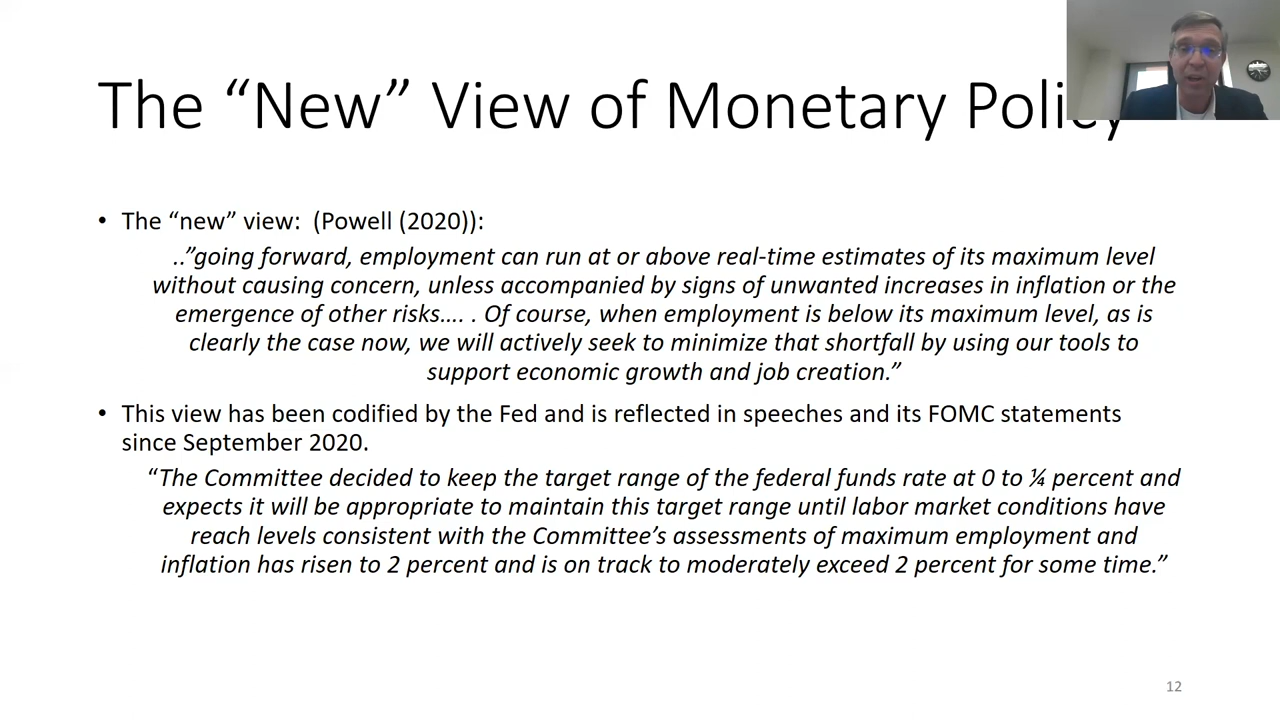 The “New” View of Monetary Policy
• The “new” view:  (Powell (2020)):
..”going forward, employment can run at or above real-time estimates of its maximum level
without causing concern, unless accompanied by signs of unwanted increases in inflation or the
emergence of other risks…. . Of course, when employment is below its maximum level, as is
clearly the case now, we will actively seek to minimize that shortfall by using our tools to
support economic growth and job creation.”
• This view has been codified by the Fed and is reflected in speeches and its FOMC statements
since September 2020.
“The Committee decided to keep the target range of the federal funds rate at 0 to ¼ percent and
expects it will be appropriate to maintain this target range until labor market conditions have
reach levels consistent with the Committee’s assessments of maximum employment and
inflation has risen to 2 percent and is on track to moderately exceed 2 percent for some time.”
12